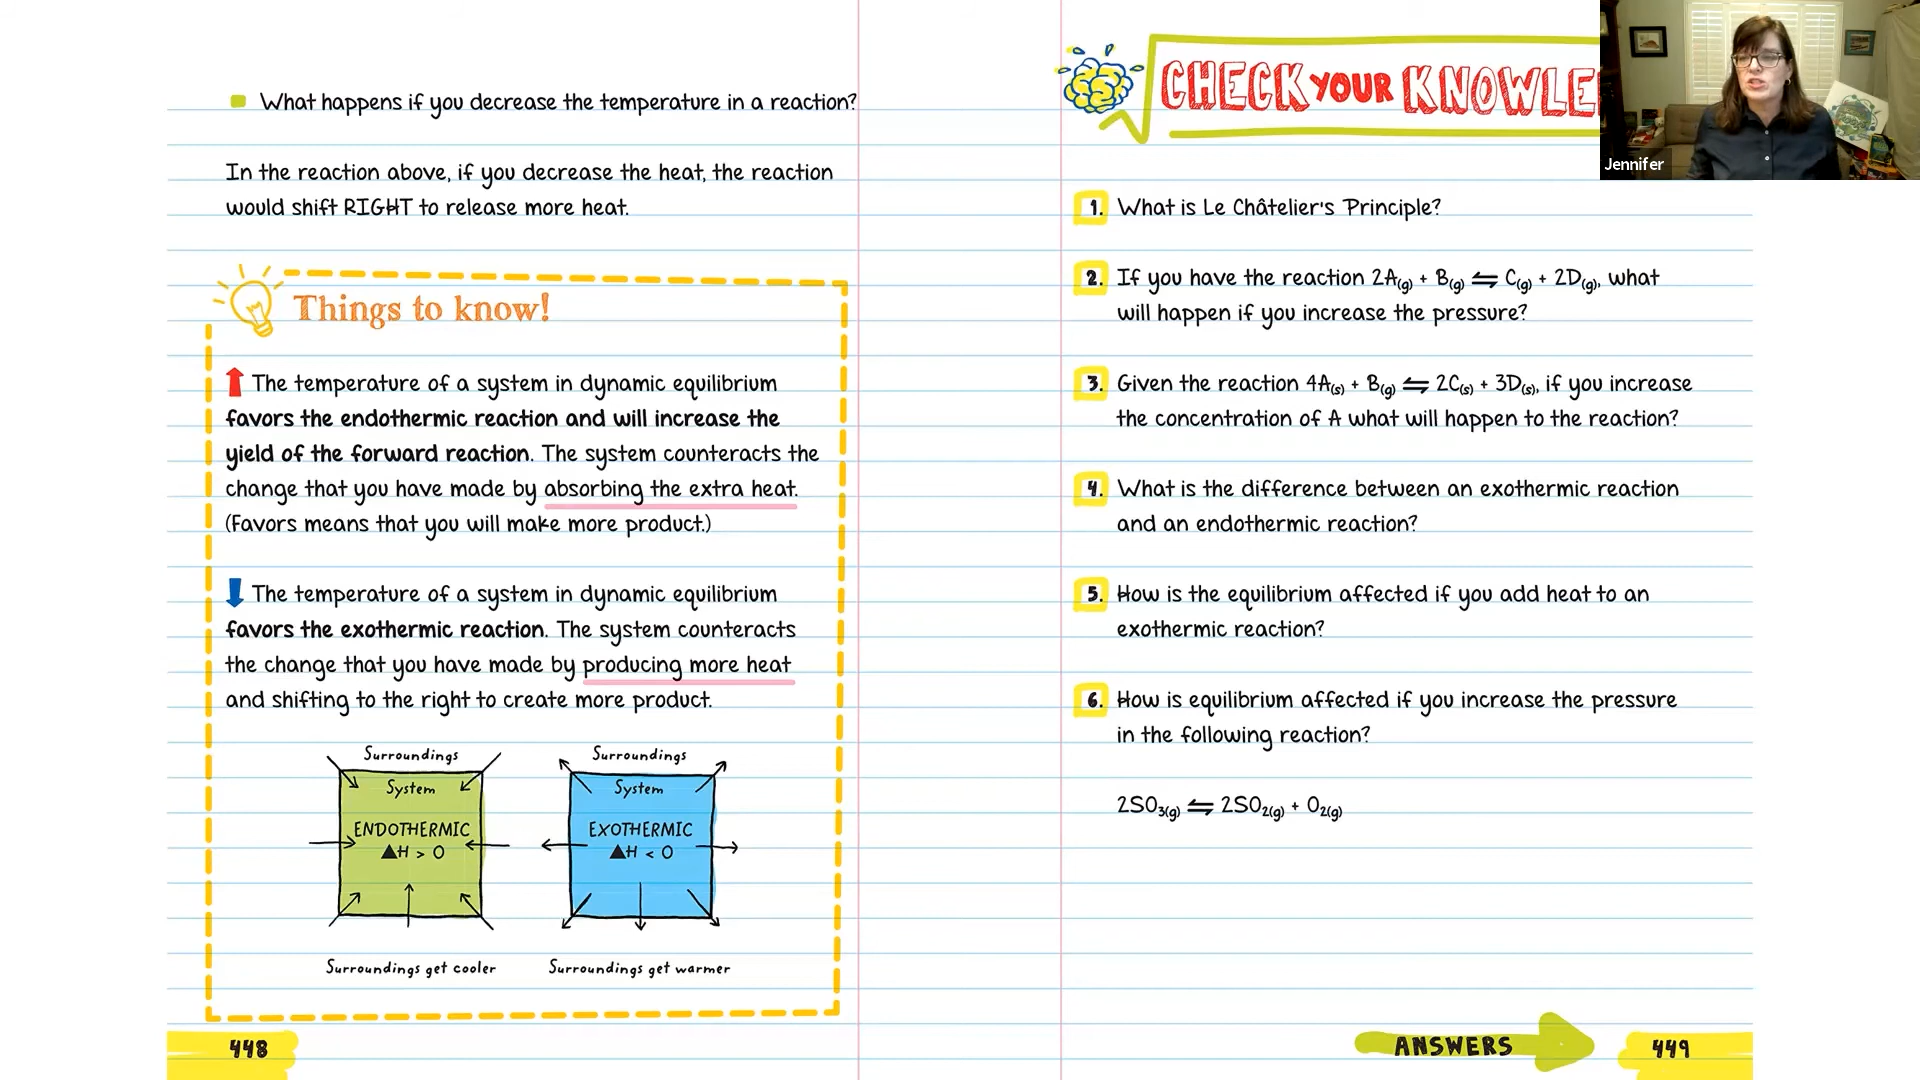 What happens if you decrease the temperature in a reaction?
In the reaction above, if you decrease the heat, the reaction
would shift RIGHT to release more heat.
Things to know!
The temperature of a system in dynamic equilibrium
favors the endothermic reaction and will increase the
yield of the forward reaction. The system counteracts the
change that you have made by absorbing the extra heat.
(Favors means that you will make more product.)
The temperature of a system in dynamic equilibrium
favors the exothermic reaction. The system counteracts
the change that you have made by producing more heat
and shifting to the right to create more product.
Surroundings
System
ENDOTHERMIC
▲H > 0
Surroundings get cooler
Surroundings
System
EXOTHERMIC
▲H < 0
Surroundings get warmer
448
CHECK YOUR KNOWLE
Jennifer
1. What is Le Châtelier's Principle?
2. If you have the reaction 2A(g) + B(g) ⇌ C(g) + 2D(g), what
will happen if you increase the pressure?
3. Given the reaction 4A(s) + B(g) ⇌ 2C(s) + 3D(s), if you increase
the concentration of A what will happen to the reaction?
4. What is the difference between an exothermic reaction
and an endothermic reaction?
5. How is the equilibrium affected if you add heat to an
exothermic reaction?
6. How is equilibrium affected if you increase the pressure
in the following reaction?
2SO3(g) ⇌ 2SO2(g) + O2(g)
ANSWERS
449